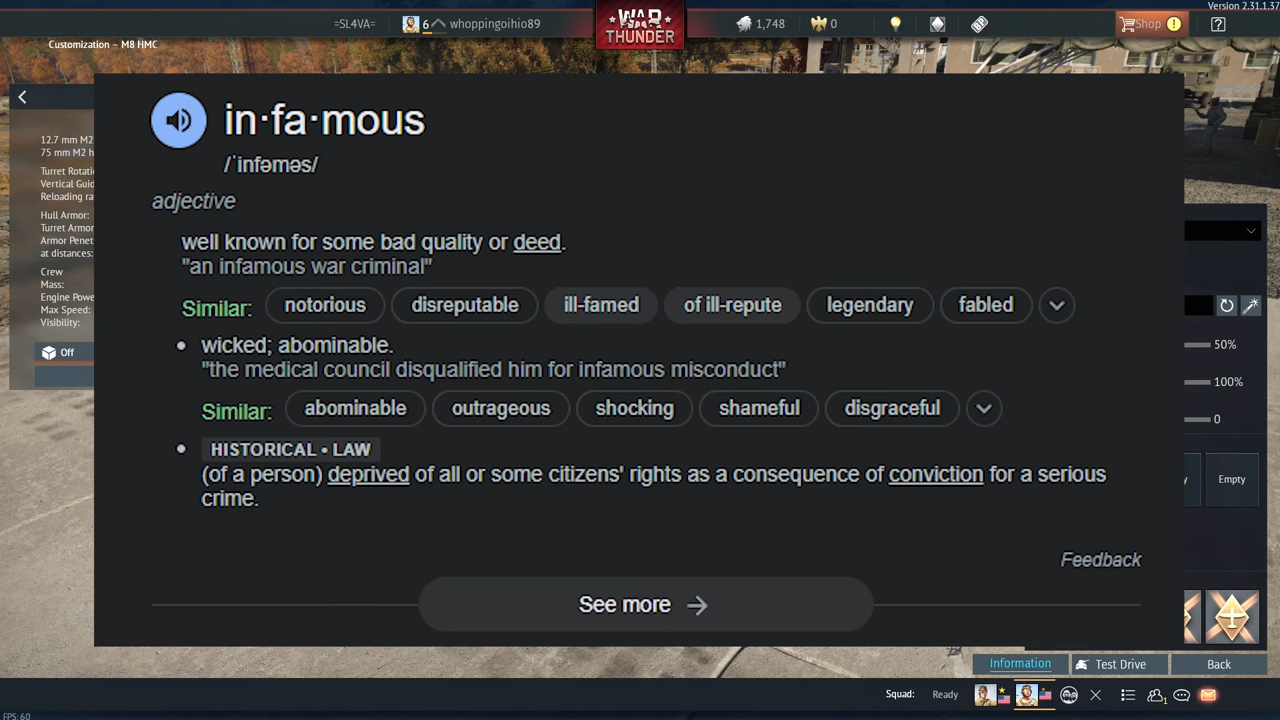 Version 2.31.1.37
=SL4VA=
6
whoppingoihio89
WAR
THUNDER
1,748
0
Shop
Customization – M8 HMC
in·fa·mous
/ˈinfəməs/
adjective
well known for some bad quality or deed.
"an infamous war criminal"
Similar: notorious disreputable ill-famed of ill-repute legendary fabled
wicked; abominable.
"the medical council disqualified him for infamous misconduct"
Similar: abominable outrageous shocking shameful disgraceful
HISTORICAL • LAW
(of a person) deprived of all or some citizens' rights as a consequence of conviction for a serious
crime.
Feedback
See more
12.7 mm M2
75 mm M2 h
Turret Rotati
Vertical Guid
Reloading ra
Hull Armor:
Turret Armor
Armor Penet
at distances:
Crew
Mass:
Engine Powe
Max Speed:
Visibility:
Off
50%
100%
0
Empty
Information
Test Drive
Back
Squad: Ready
1
FPS: 60